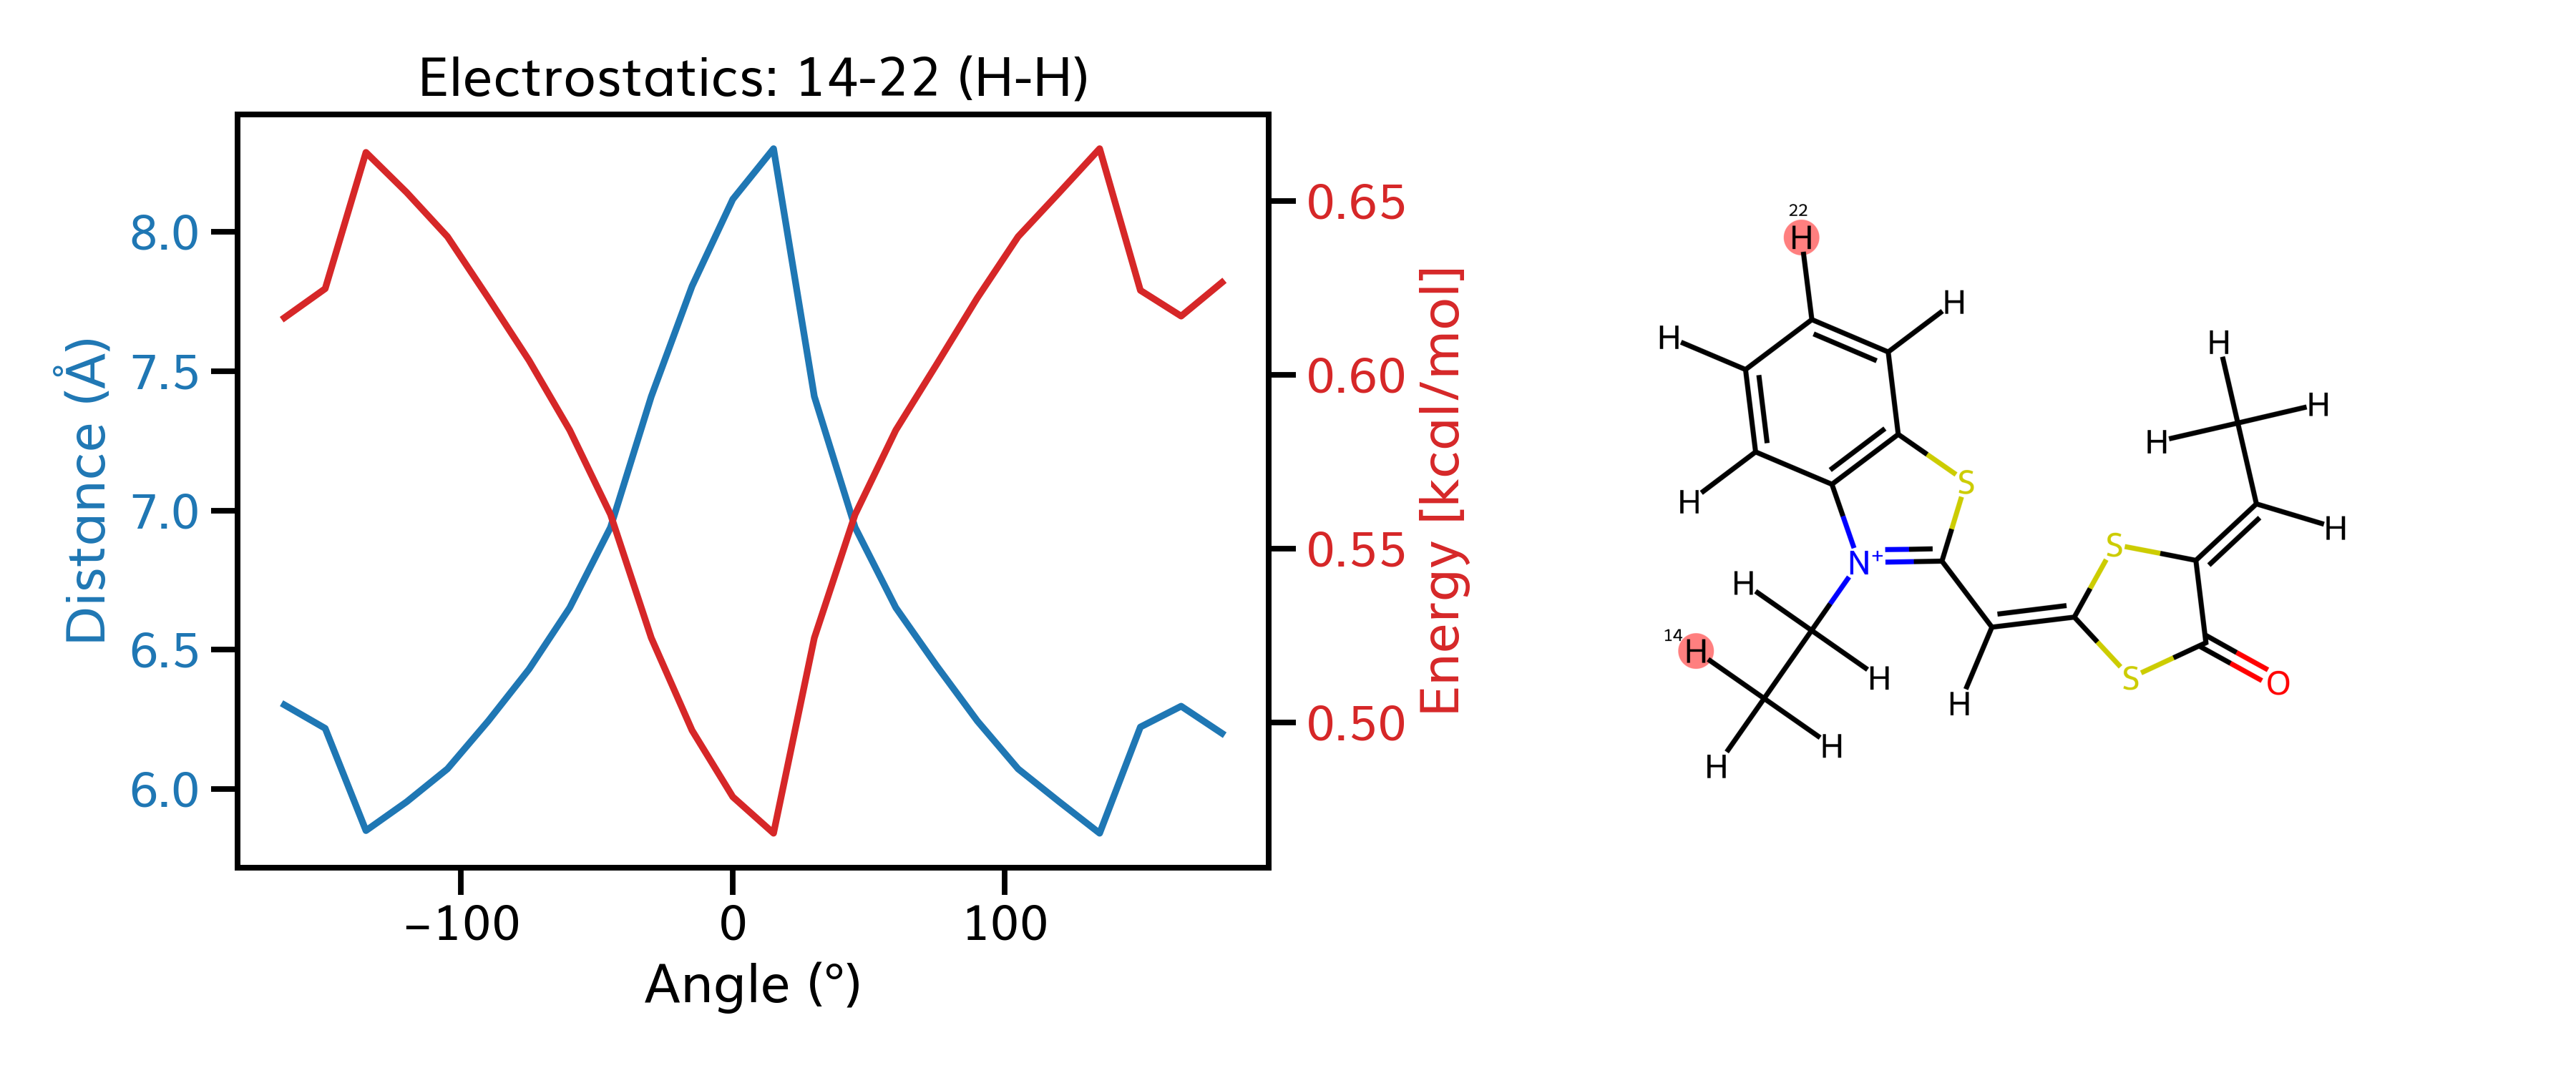 Electrostatics: 14-22 (H-H)
Distance (Å)
8.0
7.5
7.0
6.5
6.0
0.65
0.60
0.55
0.50
Energy [kcal/mol]
−100 0 100
Angle (°)
22
H
H
H
H
H
H
H
S
H
S
H
N+
H
14
H
S
H
O
H
H
H